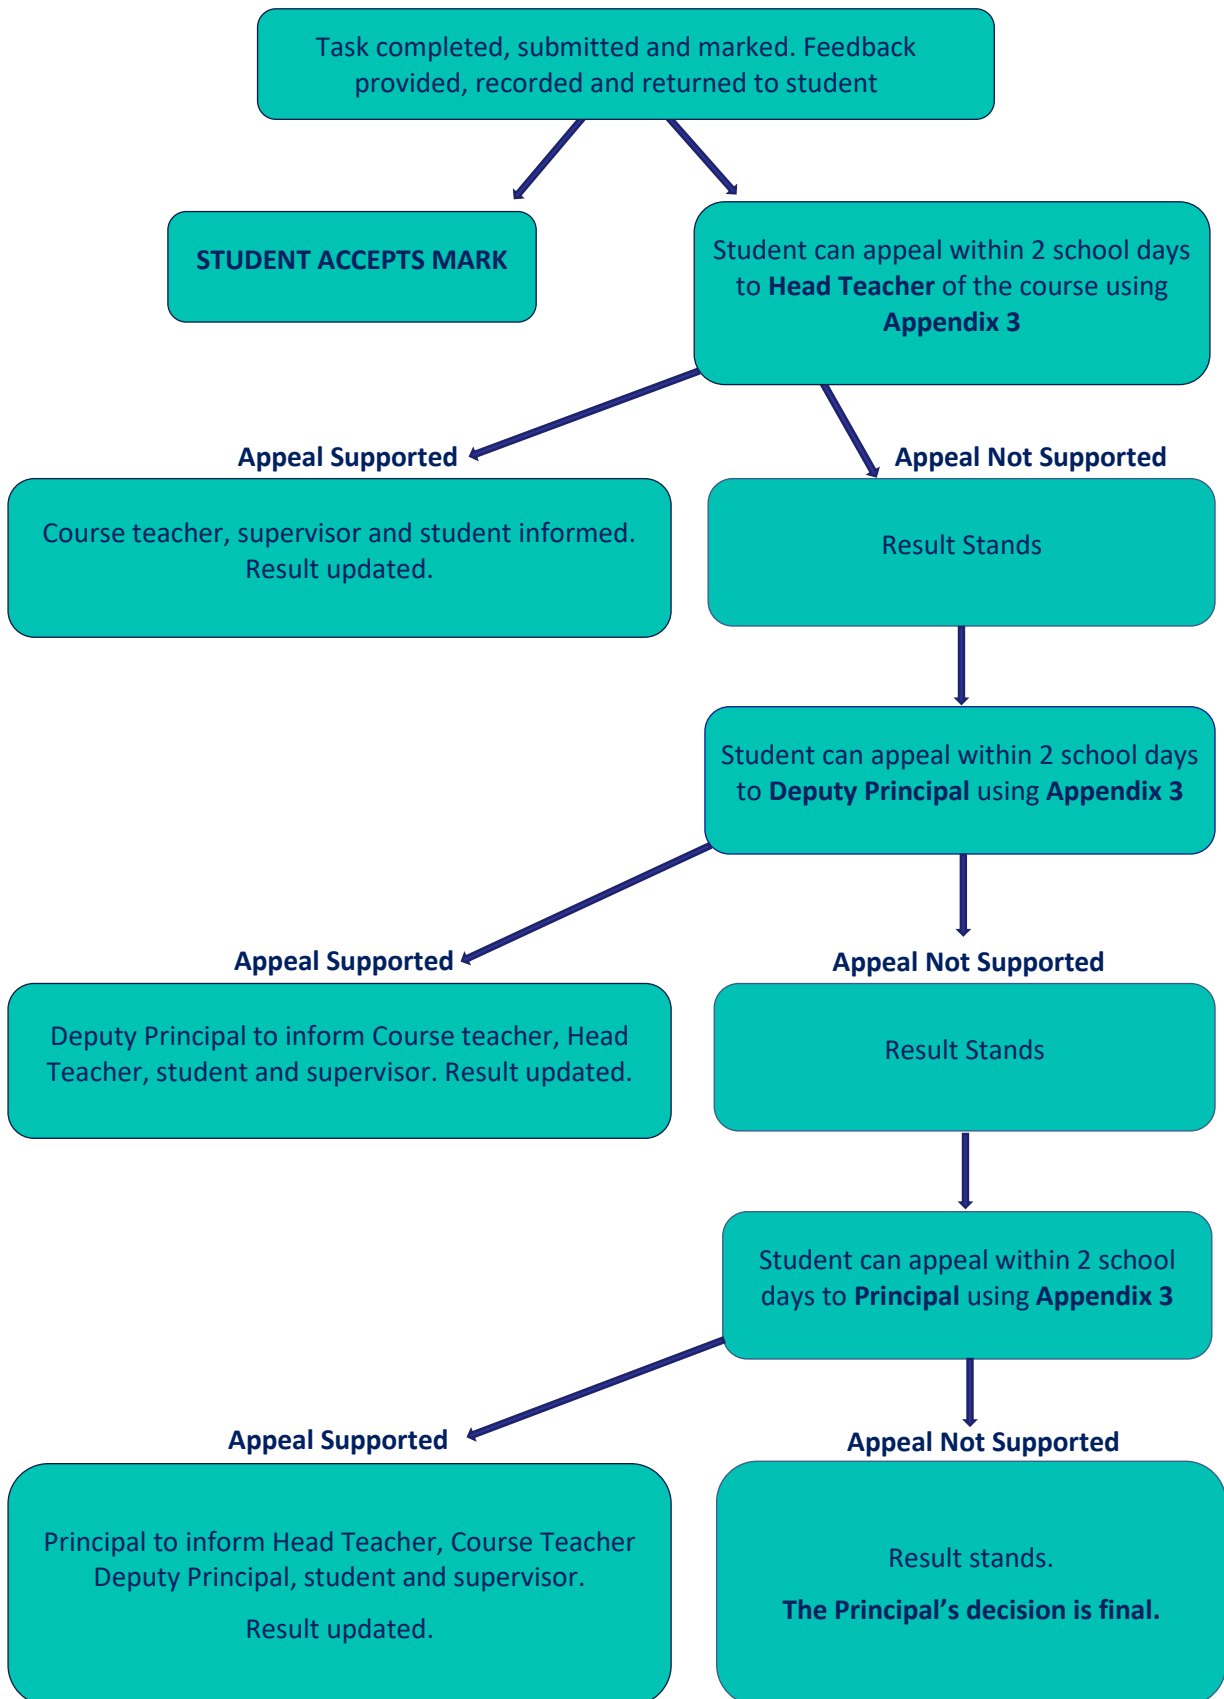 Task completed, submitted and marked. Feedback
provided, recorded and returned to student
STUDENT ACCEPTS MARK
Student can appeal within 2 school days
to Head Teacher of the course using
Appendix 3
Appeal Supported
Appeal Not Supported
Course teacher, supervisor and student informed.
Result updated.
Result Stands
Student can appeal within 2 school days
to Deputy Principal using Appendix 3
Appeal Supported
Appeal Not Supported
Deputy Principal to inform Course teacher, Head
Teacher, student and supervisor. Result updated.
Result Stands
Student can appeal within 2 school
days to Principal using Appendix 3
Appeal Supported
Appeal Not Supported
Principal to inform Head Teacher, Course Teacher
Deputy Principal, student and supervisor.
Result updated.
Result stands.
The Principal’s decision is final.